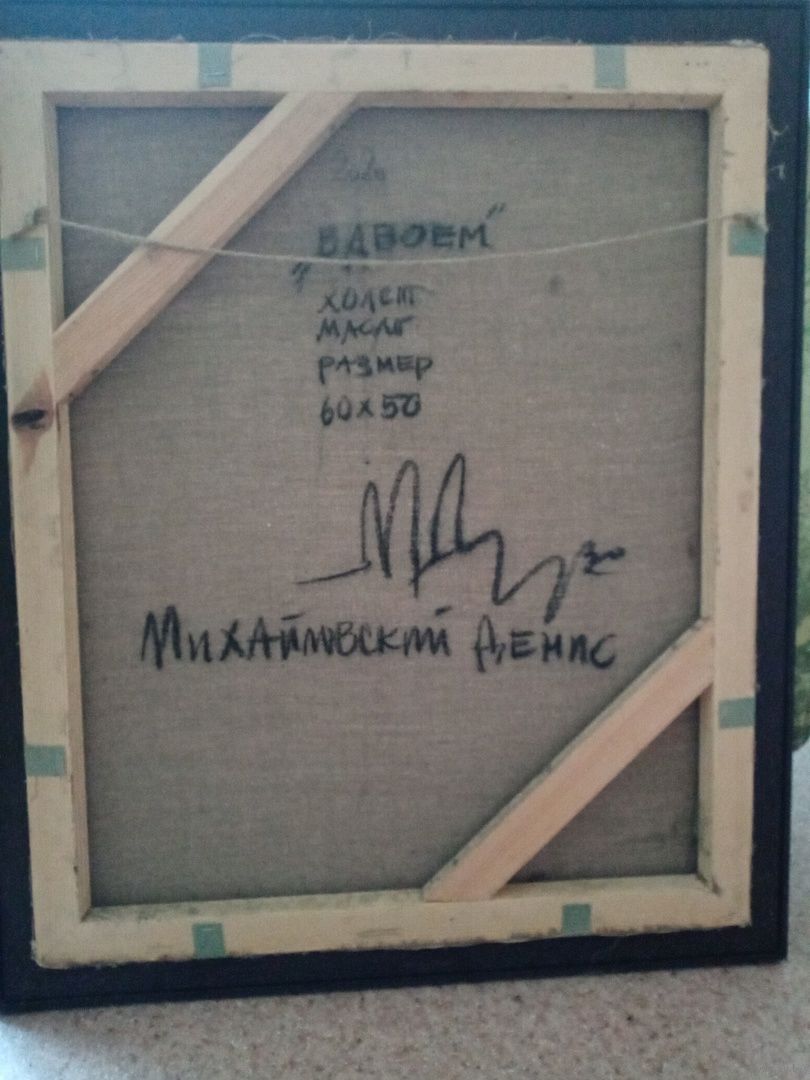 "ВДВОЕМ"
ХОЛСТ
МАСЛО
РАЗМЕР
60х50
МИХАЙЛОВСКИЙ ДЕНИС